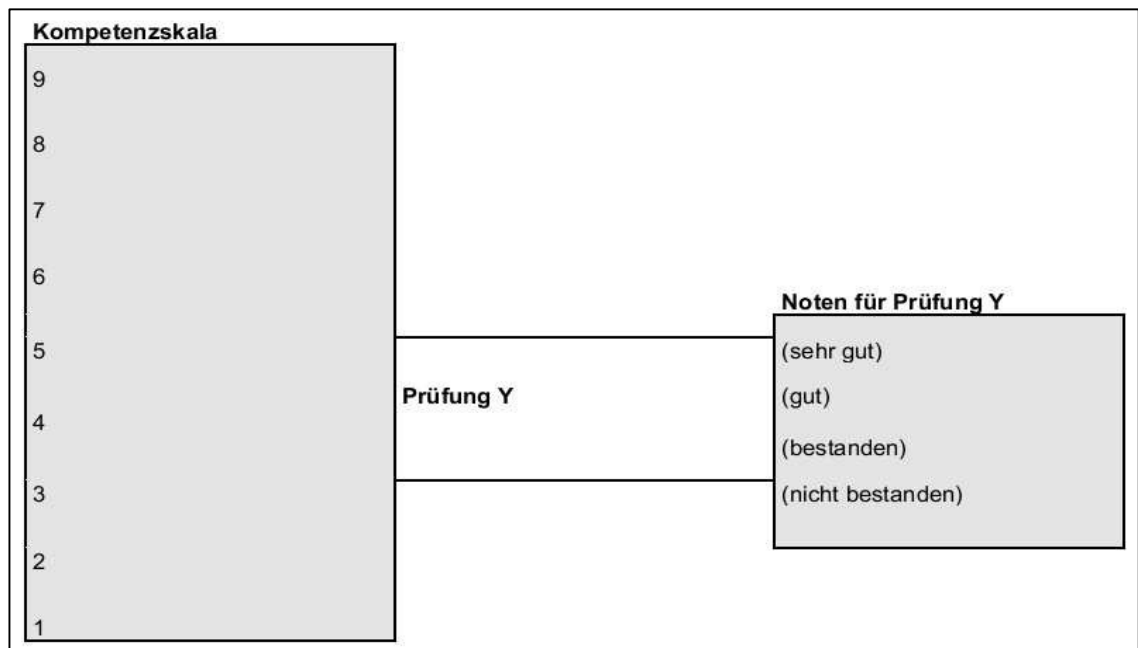 Kompetenzskala
9
8
7
6
Noten für Prüfung Y
5
(sehr gut)
Prüfung Y
(gut)
4
(bestanden)
3
(nicht bestanden)
2
1